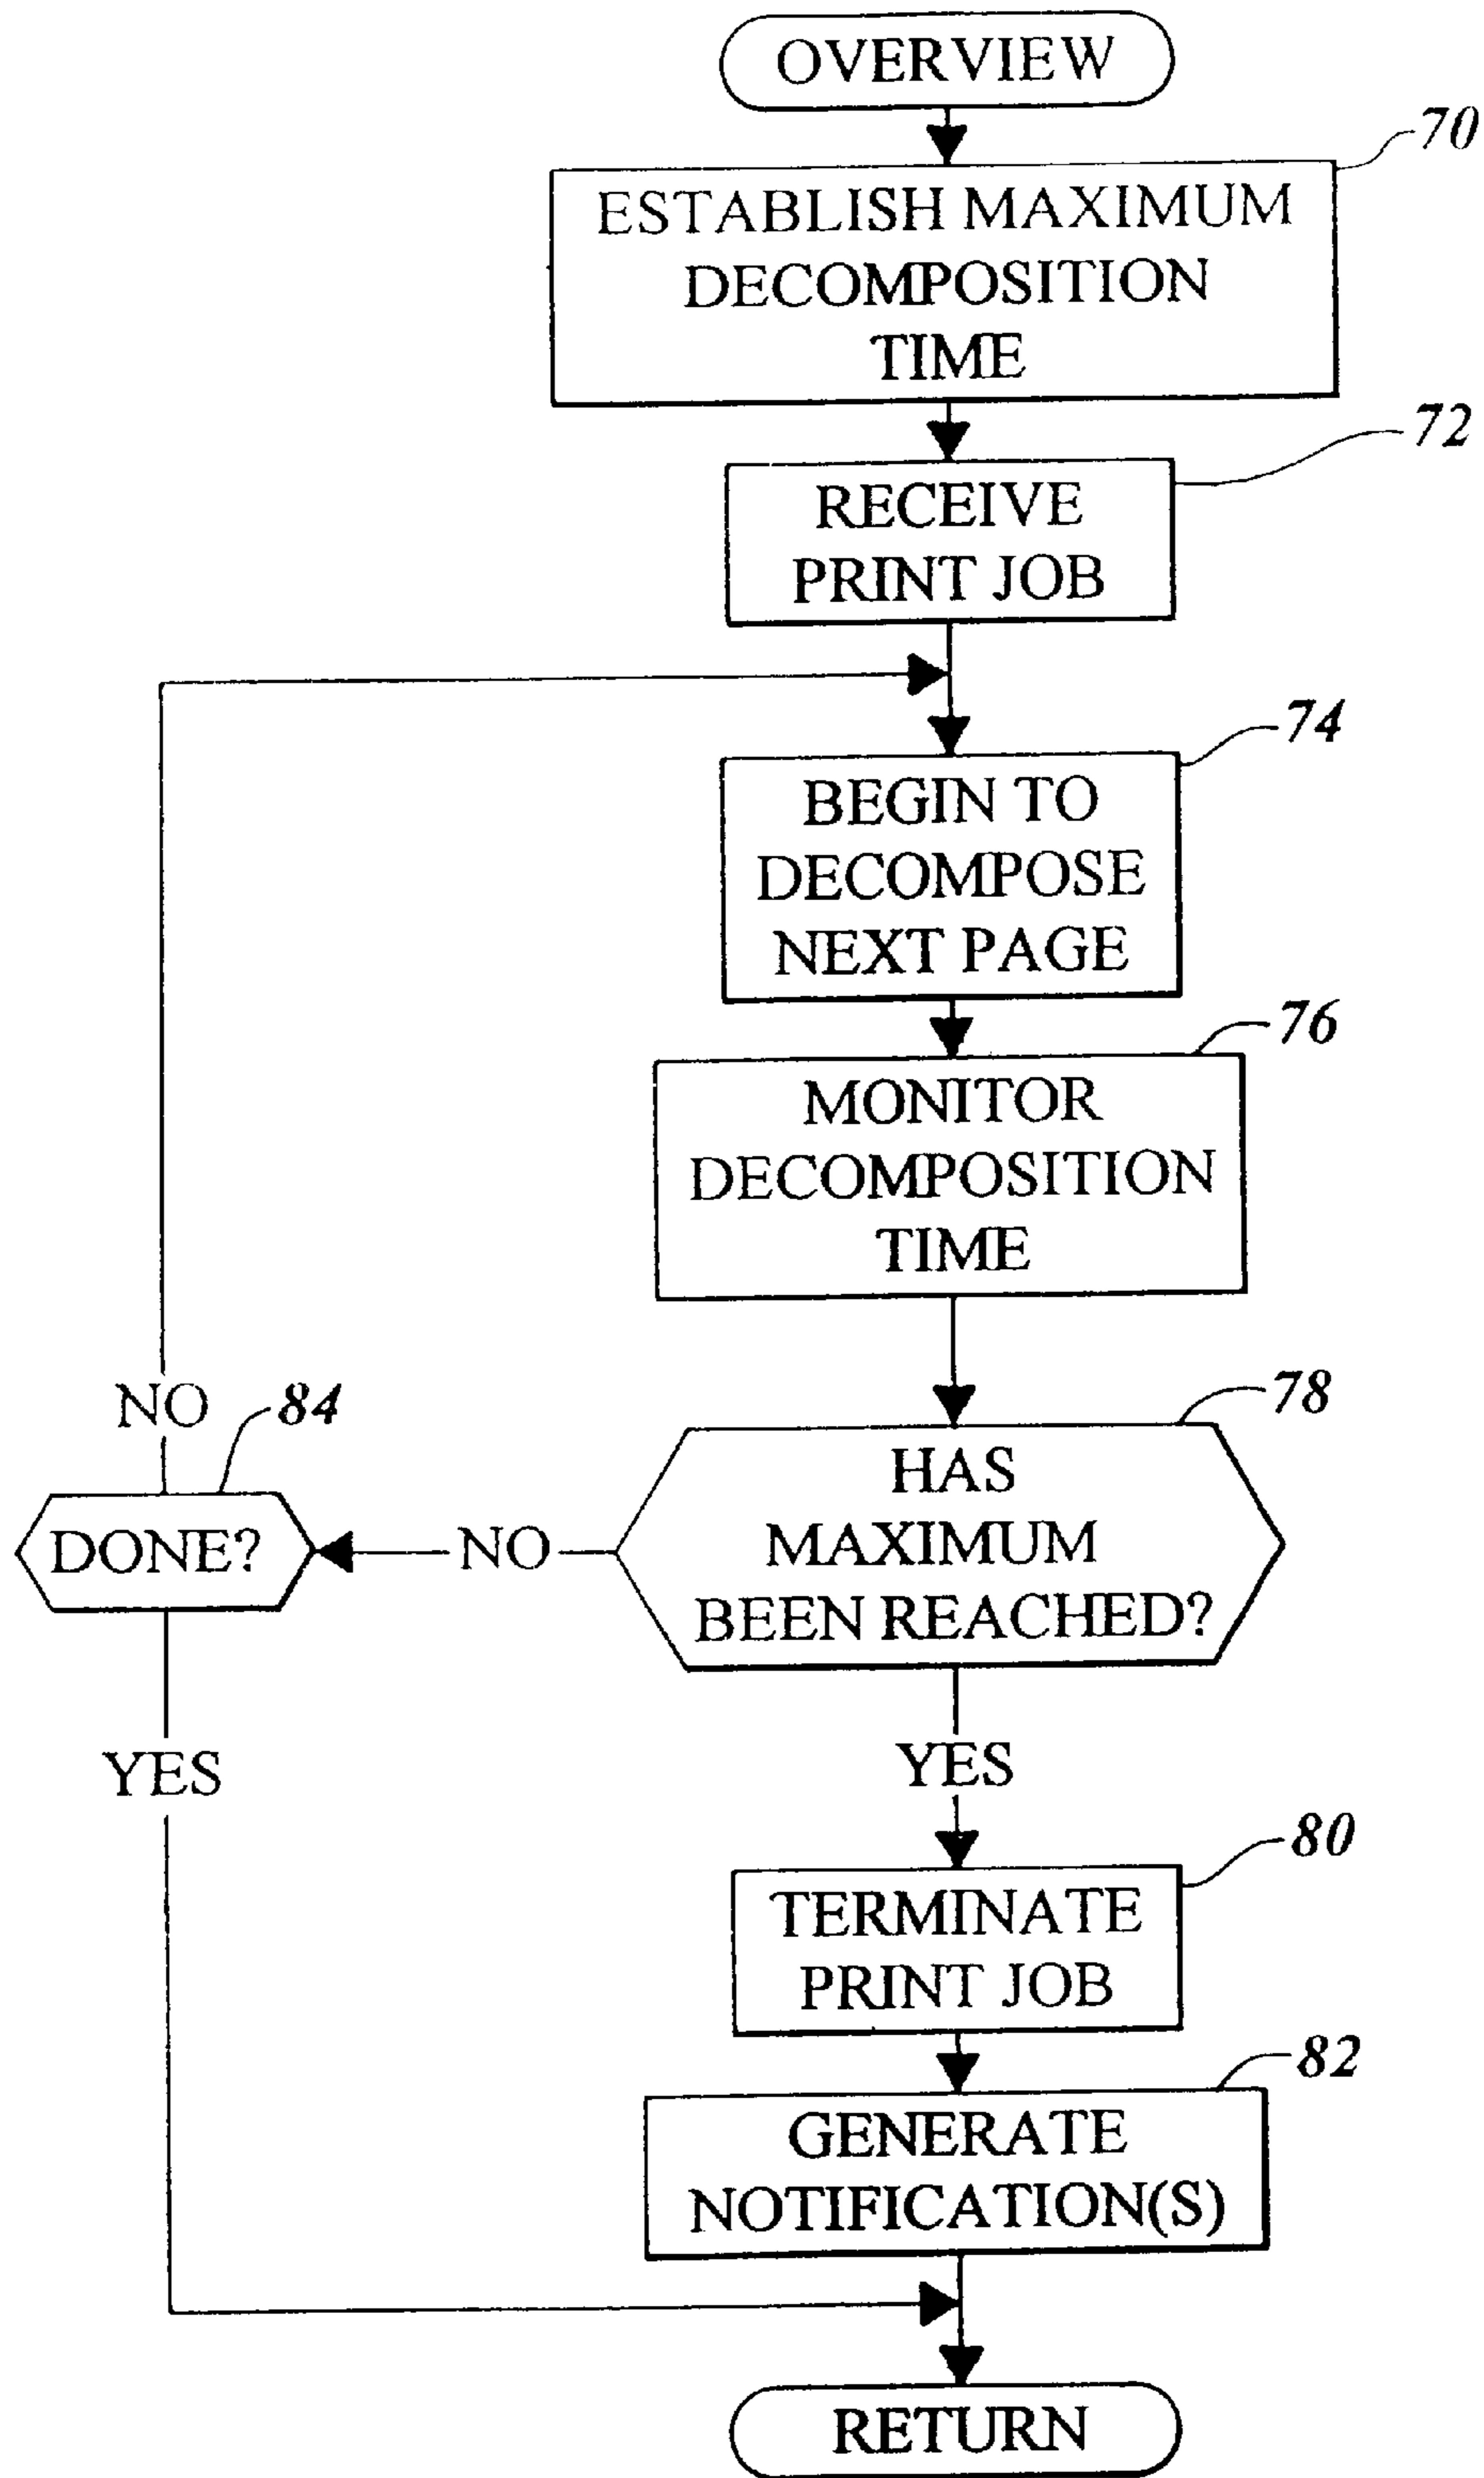 OVERVIEW
70
ESTABLISH MAXIMUM
DECOMPOSITION
TIME
72
RECEIVE
PRINT JOB
74
BEGIN TO
DECOMPOSE
NEXT PAGE
76
MONITOR
DECOMPOSITION
TIME
78
HAS
MAXIMUM
BEEN REACHED?
NO
84
DONE?
NO
YES
YES
80
TERMINATE
PRINT JOB
82
GENERATE
NOTIFICATION(S)
RETURN